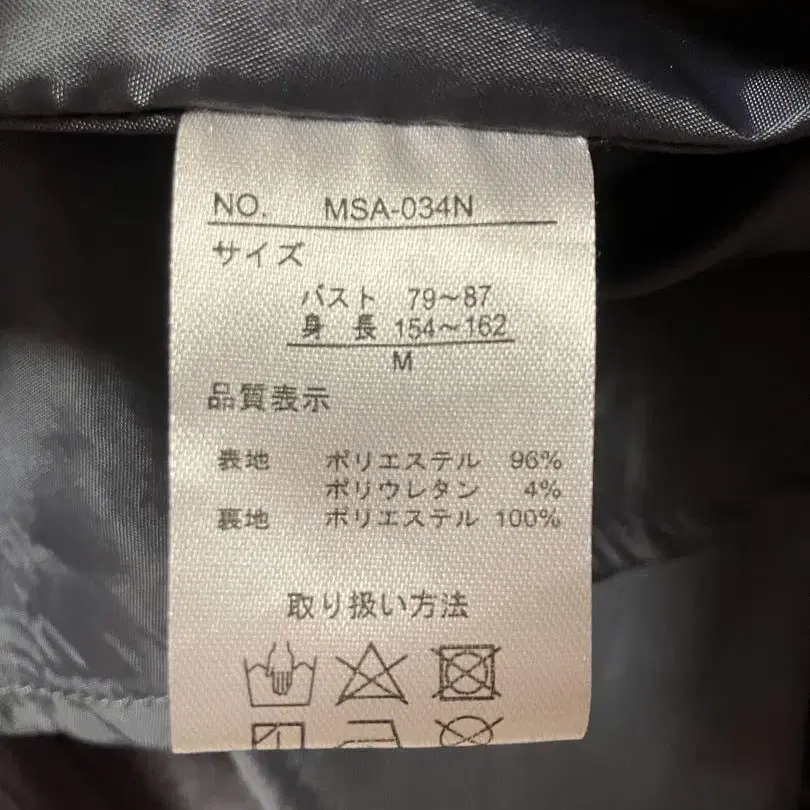 NO. MSA-034N
サイズ
バスト 79～87
身長 154～162
M
品質表示
表地 ポリエステル 96%
ポリウレタン 4%
裏地 ポリエステル 100%
取り扱い方法